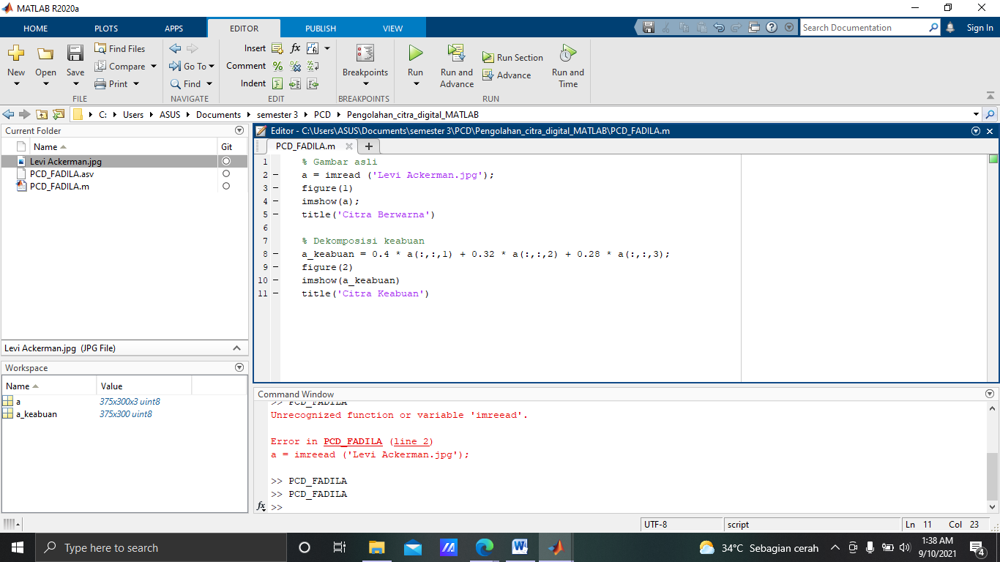 MATLAB R2020a
HOME PLOTS APPS EDITOR PUBLISH VIEW Search Documentation Sign In
New Open Save Find Files Compare Print
Go To Find
Insert fx
Comment
Indent
Breakpoints
Run Run and Advance Run Section Advance Run and Time
FILE NAVIGATE EDIT BREAKPOINTS RUN
C: Users ASUS Documents semester 3 PCD Pengolahan_citra_digital_MATLAB
Current Folder
Name Git
Levi Ackerman.jpg
PCD_FADILA.asv
PCD_FADILA.m
Levi Ackerman.jpg (JPG File)
Workspace
Name Value
a 375x300x3 uint8
a_keabuan 375x300 uint8
Editor - C:\Users\ASUS\Documents\semester 3\PCD\Pengolahan_citra_digital_MATLAB\PCD_FADILA.m
PCD_FADILA.m
1 % Gambar asli
2 a = imread ('Levi Ackerman.jpg');
3 figure(1)
4 imshow(a);
5 title('Citra Berwarna')
6
7 % Dekomposisi keabuan
8 a_keabuan = 0.4 * a(:,:,1) + 0.32 * a(:,:,2) + 0.28 * a(:,:,3);
9 figure(2)
10 imshow(a_keabuan)
11 title('Citra Keabuan')
Command Window
>> PCD_FADILA
Unrecognized function or variable 'imreead'.
Error in PCD_FADILA (line 2)
a = imreead ('Levi Ackerman.jpg');
>> PCD_FADILA
>> PCD_FADILA
fx >>
UTF-8 script Ln 11 Col 23
Type here to search
34°C Sebagian cerah
1:38 AM
9/10/2021
4